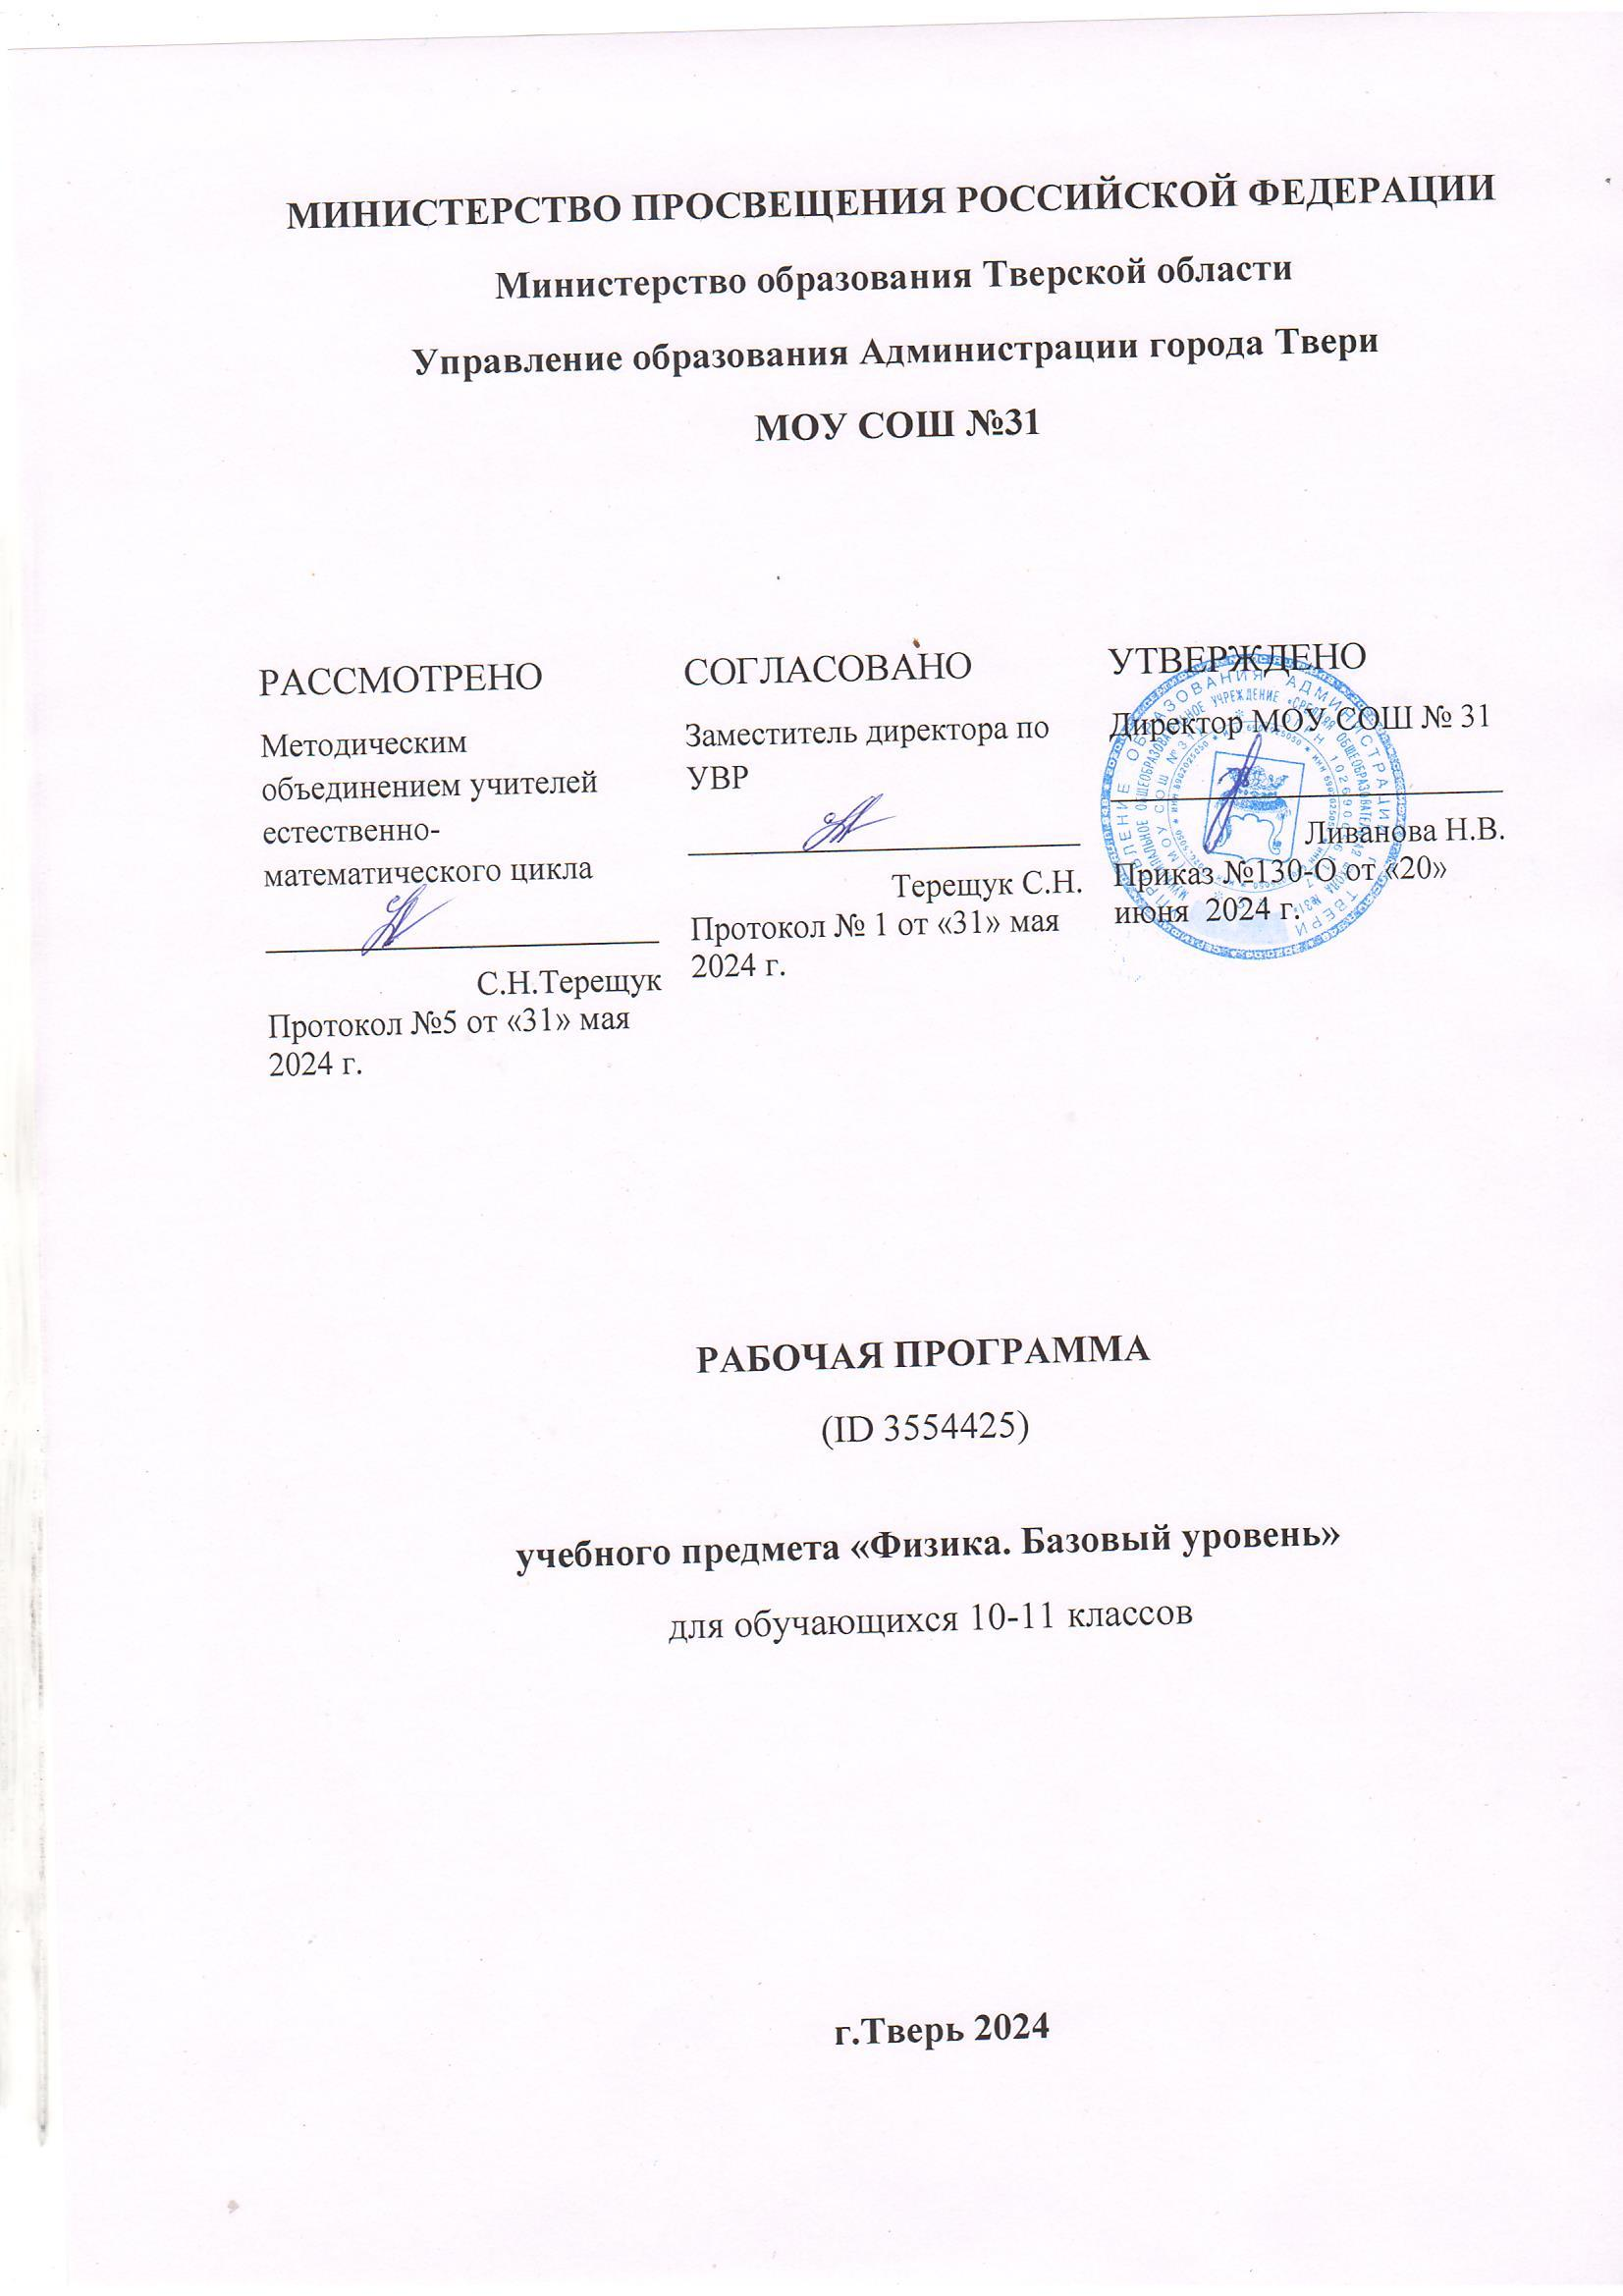 МИНИСТЕРСТВО ПРОСВЕЩЕНИЯ РОССИЙСКОЙ ФЕДЕРАЦИИ
Министерство образования Тверской области
Управление образования Администрации города Твери
МОУ СОШ №31
РАССМОТРЕНО
Методическим
объединением учителей
естественно-
математического цикла
С.Н.Терещук
Протокол №5 от «31» мая
2024 г.
СОГЛАСОВАНО
Заместитель директора по
УВР
Терещук С.Н.
Протокол № 1 от «31» мая
2024 г.
УТВЕРЖДЕНО
Директор МОУ СОШ № 31
Ливанова Н.В.
Приказ №130-О от «20»
июня 2024 г.
РАБОЧАЯ ПРОГРАММА
(ID 3554425)
учебного предмета «Физика. Базовый уровень»
для обучающихся 10-11 классов
г.Тверь 2024